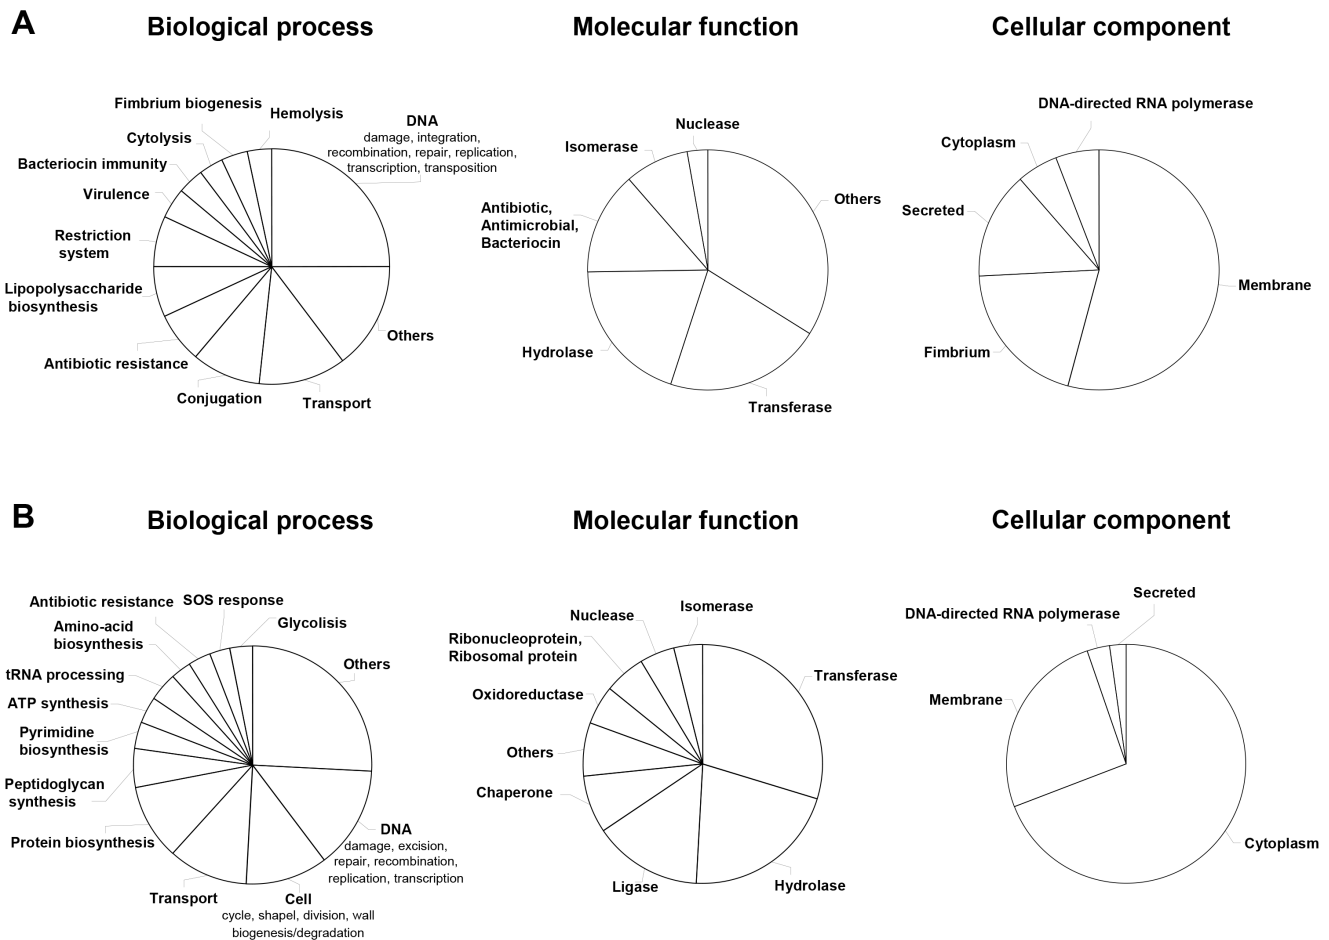 A
Biological process
Molecular function
Cellular component
Fimbrium biogenesis
Hemolysis
DNA
damage, integration,
recombination, repair, replication,
transcription, transposition
Cytolysis
Bacteriocin immunity
Virulence
Restriction
system
Lipopolysaccharide
biosynthesis
Antibiotic resistance
Conjugation
Transport
Others
Nuclease
Isomerase
Antibiotic,
Antimicrobial,
Bacteriocin
Hydrolase
Transferase
Others
DNA-directed RNA polymerase
Cytoplasm
Secreted
Fimbrium
Membrane
B
Biological process
Molecular function
Cellular component
Antibiotic resistance
SOS response
Glycolisis
Amino-acid
biosynthesis
Others
tRNA processing
ATP synthesis
Pyrimidine
biosynthesis
Peptidoglycan
synthesis
Protein biosynthesis
Transport
Cell
cycle, shapel, division, wall
biogenesis/degradation
DNA
damage, excision,
repair, recombination,
replication, transcription
Isomerase
Nuclease
Ribonucleoprotein,
Ribosomal protein
Oxidoreductase
Others
Chaperone
Ligase
Hydrolase
Transferase
Secreted
DNA-directed RNA polymerase
Membrane
Cytoplasm